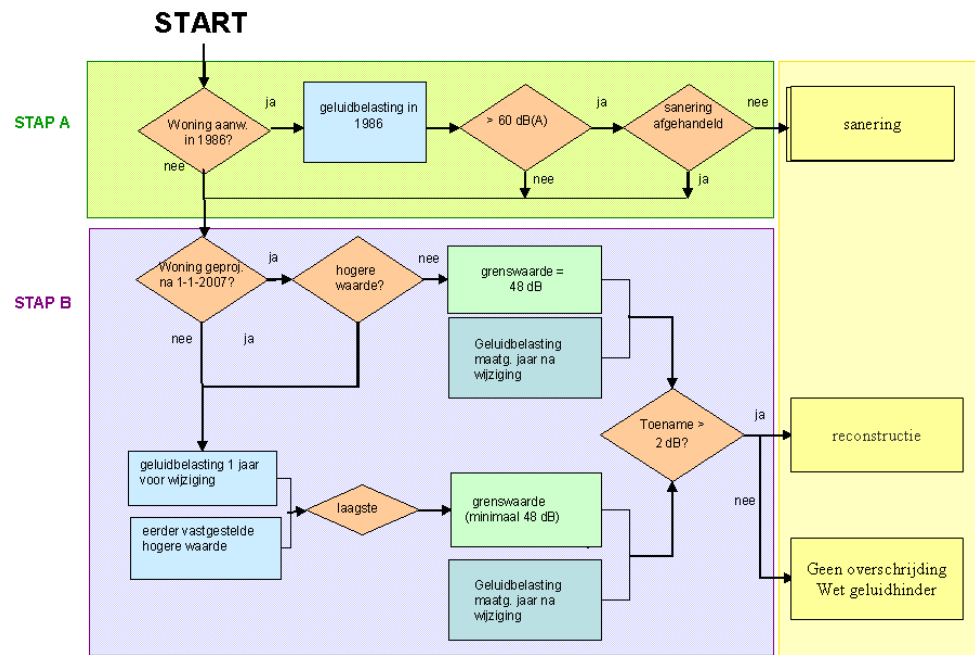 START
STAP A
Woning aanw.
in 1986?
ja
nee
geluidbelasting in
1986
> 60 dB(A)
ja
nee
sanering
afgehandeld
nee
ja
sanering
STAP B
Woning geproj.
na 1-1-2007?
ja
nee
hogere
waarde?
nee
ja
grenswaarde =
48 dB
Geluidbelasting
maatg. jaar na
wijziging
Toename >
2 dB?
ja
nee
reconstructie
geluidbelasting 1 jaar
voor wijziging
eerder vastgestelde
hogere waarde
laagste
grenswaarde
(minimaal 48 dB)
Geluidbelasting
maatg. jaar na
wijziging
Geen overschrijding
Wet geluidhinder